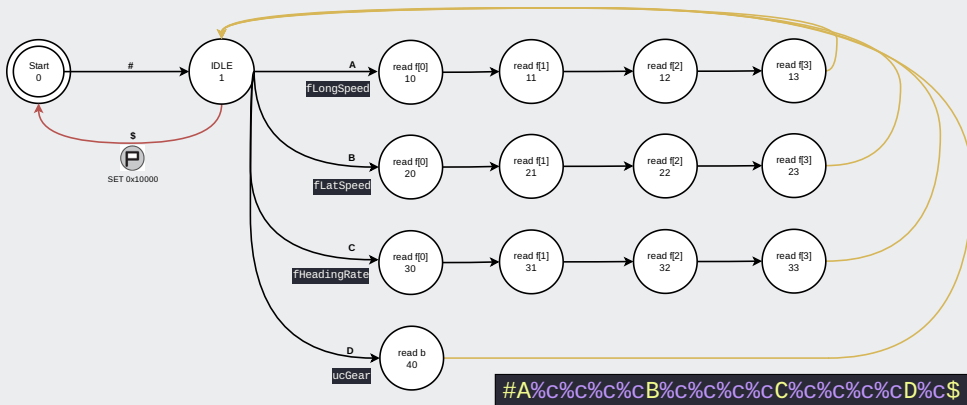 Start
0
#
IDLE
1
A
fLongSpeed
read f[0]
10
read f[1]
11
read f[2]
12
read f[3]
13
$
SET 0x10000
B
fLatSpeed
read f[0]
20
read f[1]
21
read f[2]
22
read f[3]
23
C
fHeadingRate
read f[0]
30
read f[1]
31
read f[2]
32
read f[3]
33
D
ucGear
read b
40
#A%c%c%c%cB%c%c%c%cC%c%c%c%cD%c$